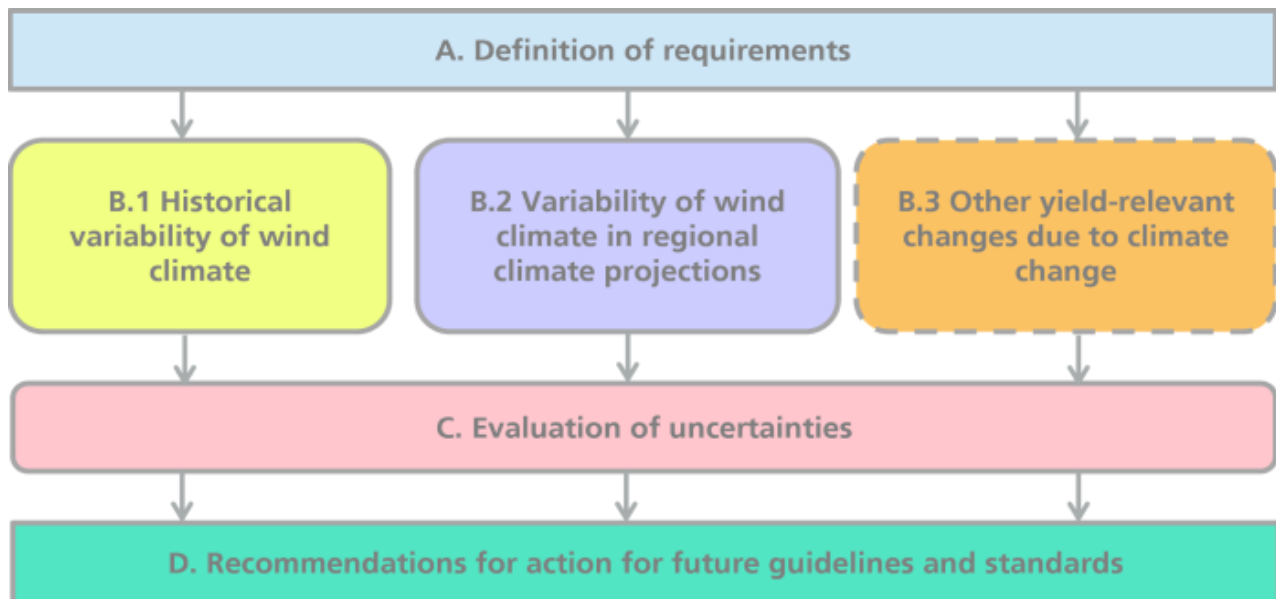 A. Definition of requirements
B.1 Historical
variability of wind
climate
B.2 Variability of wind
climate in regional
climate projections
B.3 Other yield-relevant
changes due to climate
change
C. Evaluation of uncertainties
D. Recommendations for action for future guidelines and standards